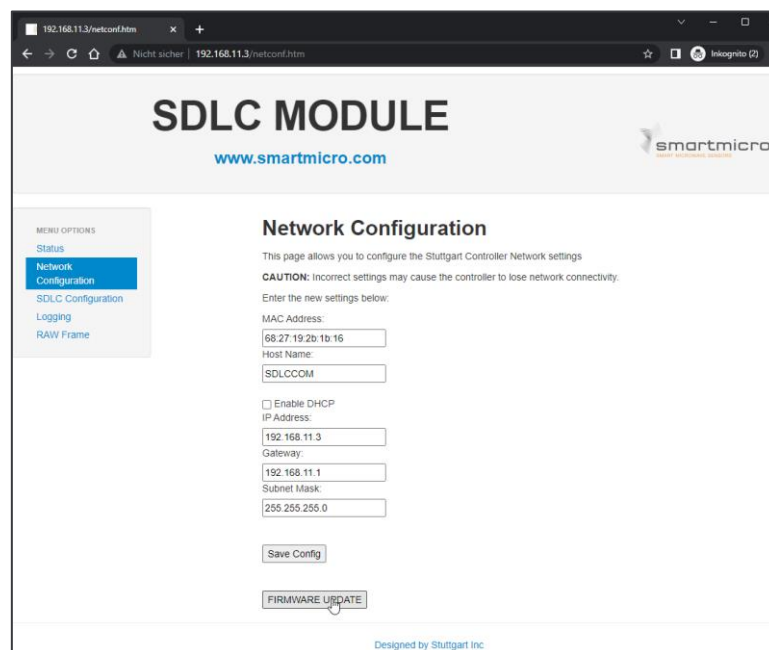 192.168.11.3/netconf.htm
Nicht sicher | 192.168.11.3/netconf.htm
Inkognito (2)
SDLC MODULE
www.smartmicro.com
smartmicro
SMART MICROWAVE SENSORS
MENU OPTIONS
Status
Network
Configuration
SDLC Configuration
Logging
RAW Frame
Network Configuration
This page allows you to configure the Stuttgart Controller Network settings
CAUTION: Incorrect settings may cause the controller to lose network connectivity.
Enter the new settings below:
MAC Address:
68:27:19:2b:1b:16
Host Name:
SDLCCOM
Enable DHCP
IP Address:
192.168.11.3
Gateway:
192.168.11.1
Subnet Mask:
255.255.255.0
Save Config
FIRMWARE UPDATE
Designed by Stuttgart Inc